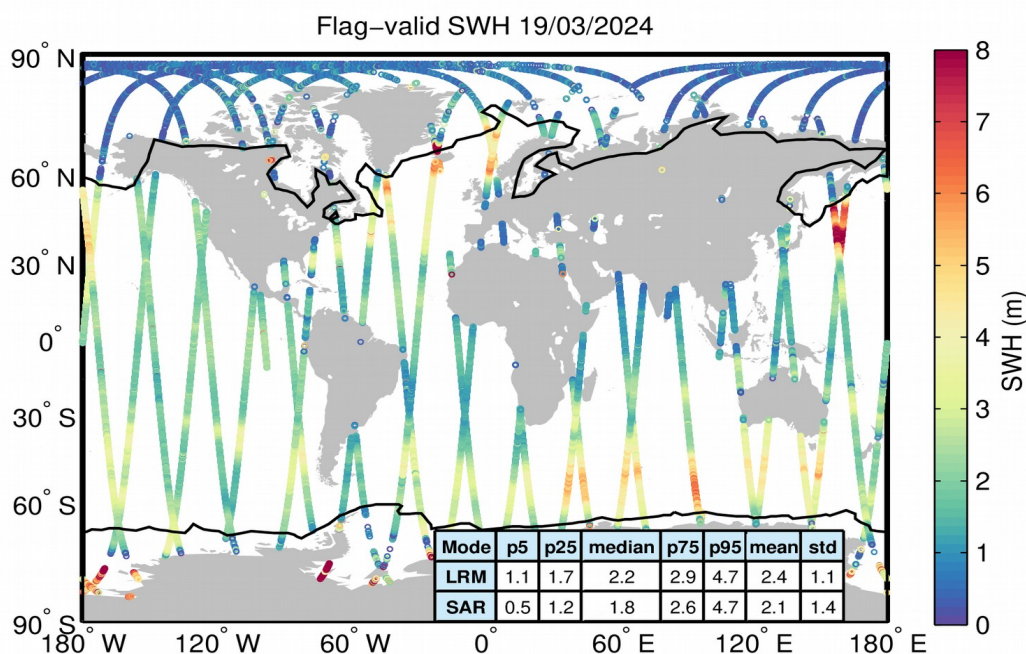 Flag−valid SWH 19/03/2024
90° N
60° N
30° N
0°
30° S
60° S
90° S
180° W
120° W
60° W
0°
60° E
120° E
180° E
Mode p5 p25 median p75 p95 mean std
LRM 1.1 1.7 2.2 2.9 4.7 2.4 1.1
SAR 0.5 1.2 1.8 2.6 4.7 2.1 1.4
8
7
6
5
4
3
2
1
0
SWH (m)